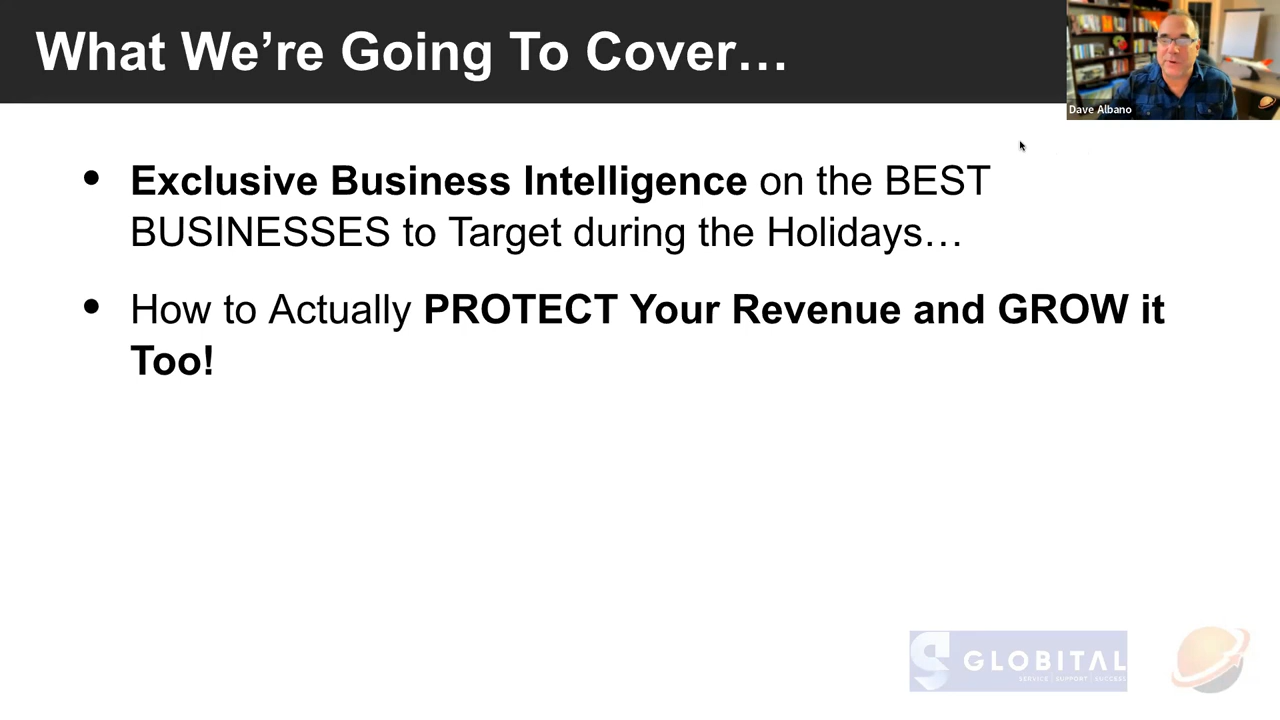 What We’re Going To Cover…
Dave Albano
• Exclusive Business Intelligence on the BEST
BUSINESSES to Target during the Holidays…
• How to Actually PROTECT Your Revenue and GROW it
Too!
GLOBITAL
SERVICE | SUPPORT | SUCCESS